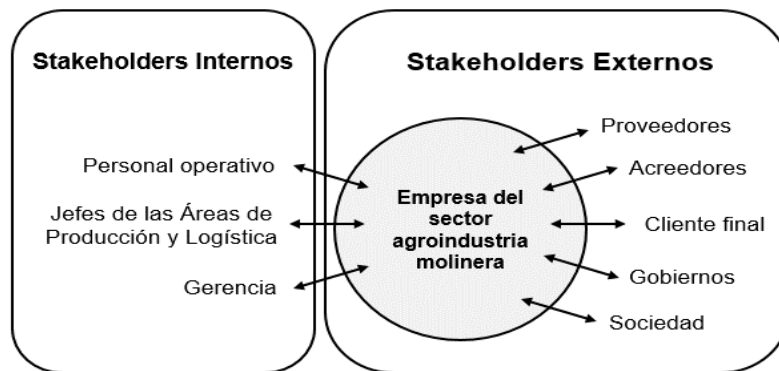 Stakeholders Internos
Personal operativo
Jefes de las Áreas de
Producción y Logística
Gerencia
Stakeholders Externos
Empresa del
sector
agroindustria
molinera
Proveedores
Acreedores
Cliente final
Gobiernos
Sociedad